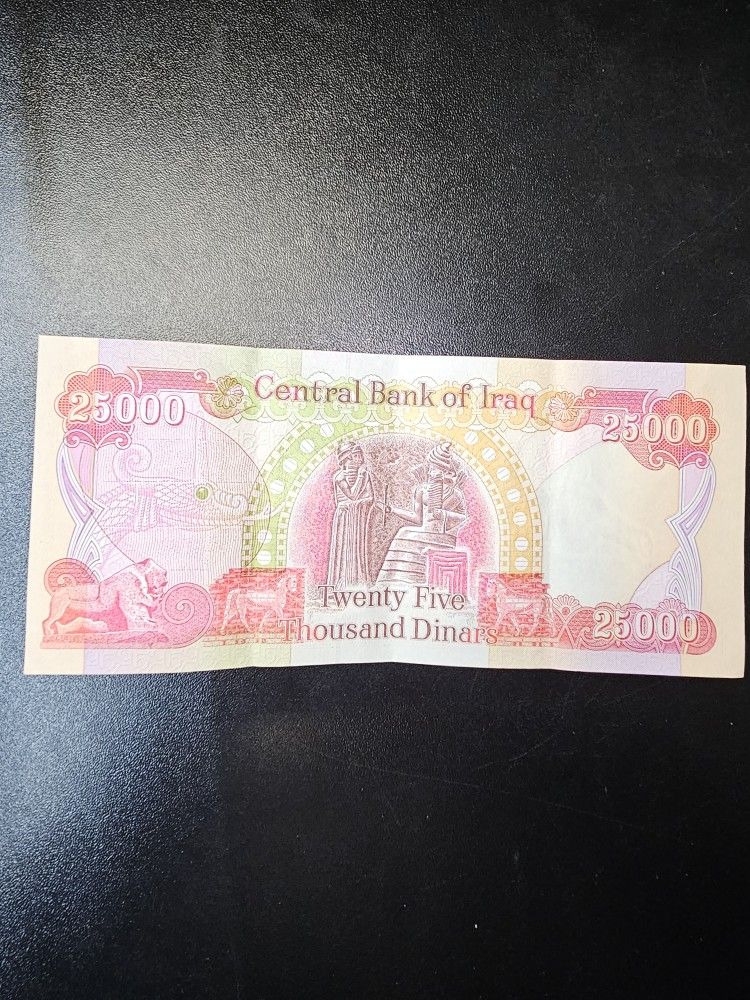 Central Bank of Iraq
25000
25000
Twenty Five
Thousand Dinars
25000